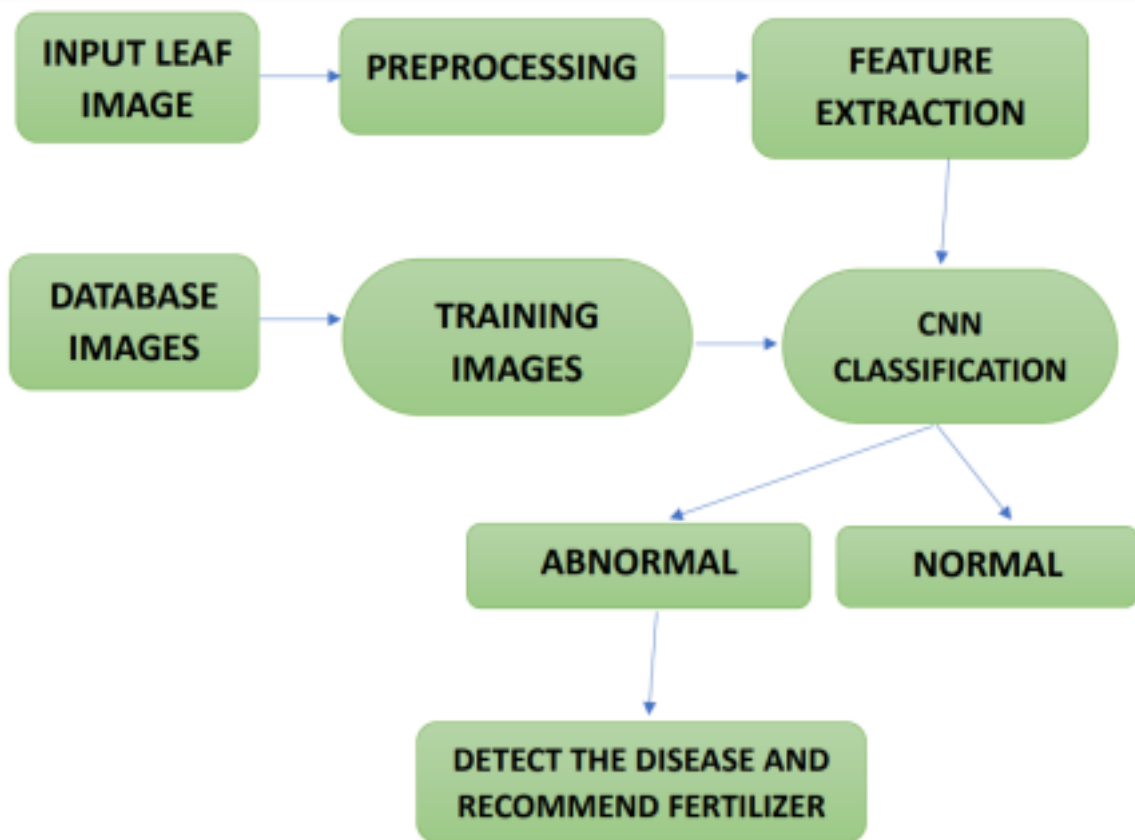 INPUT LEAF
IMAGE
PREPROCESSING
FEATURE
EXTRACTION
DATABASE
IMAGES
TRAINING
IMAGES
CNN
CLASSIFICATION
ABNORMAL
NORMAL
DETECT THE DISEASE AND
RECOMMEND FERTILIZER